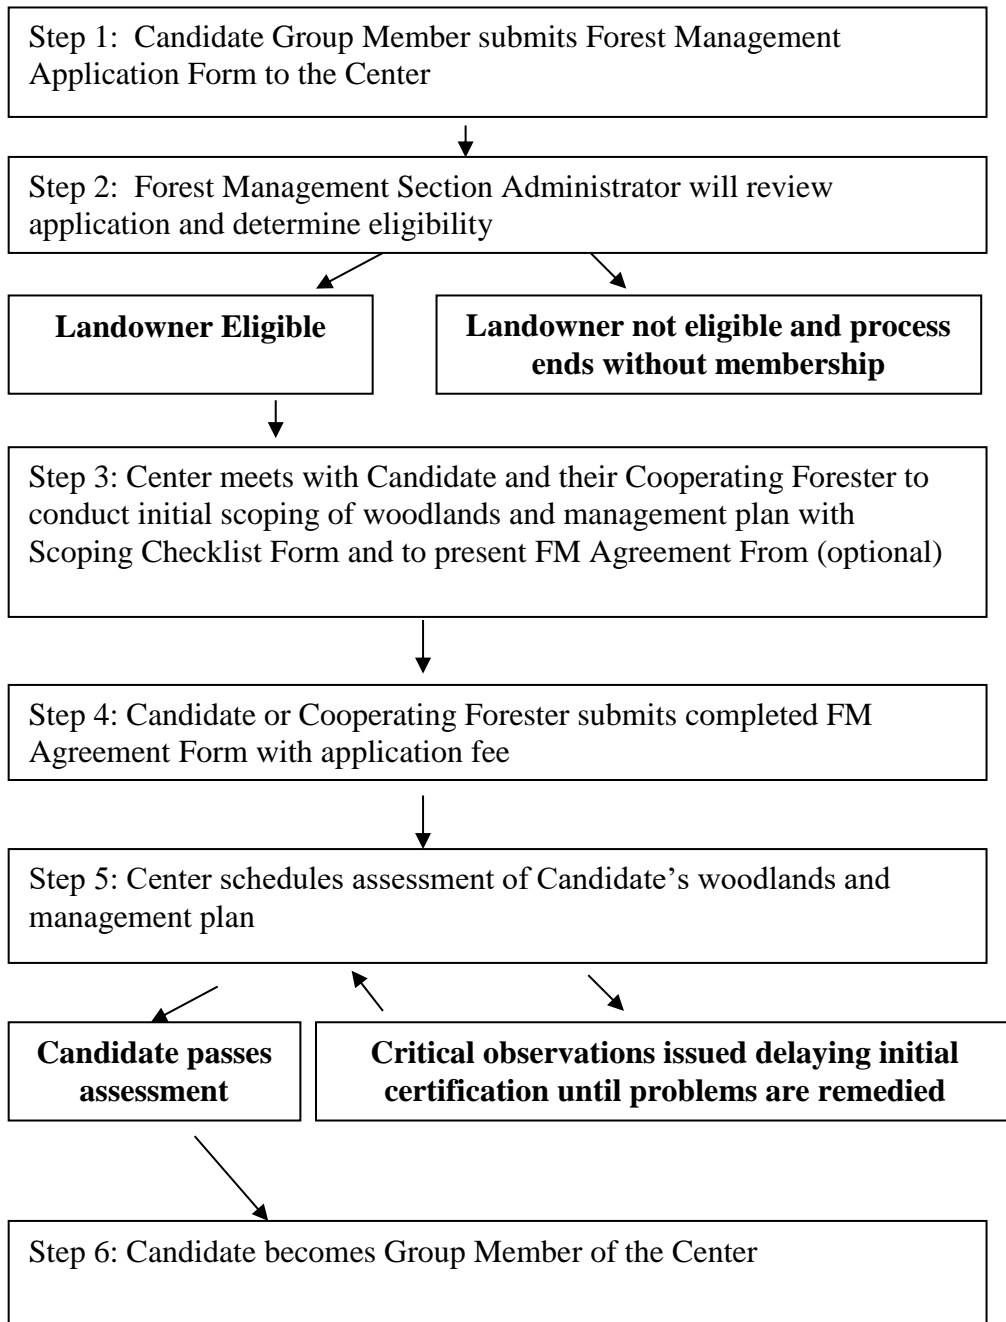 Step 1:  Candidate Group Member submits Forest Management
Application Form to the Center
Step 2:  Forest Management Section Administrator will review
application and determine eligibility
Landowner Eligible
Landowner not eligible and process
ends without membership
Step 3: Center meets with Candidate and their Cooperating Forester to
conduct initial scoping of woodlands and management plan with
Scoping Checklist Form and to present FM Agreement From (optional)
Step 4: Candidate or Cooperating Forester submits completed FM
Agreement Form with application fee
Step 5: Center schedules assessment of Candidate’s woodlands and
management plan
Candidate passes
assessment
Critical observations issued delaying initial
certification until problems are remedied
Step 6: Candidate becomes Group Member of the Center